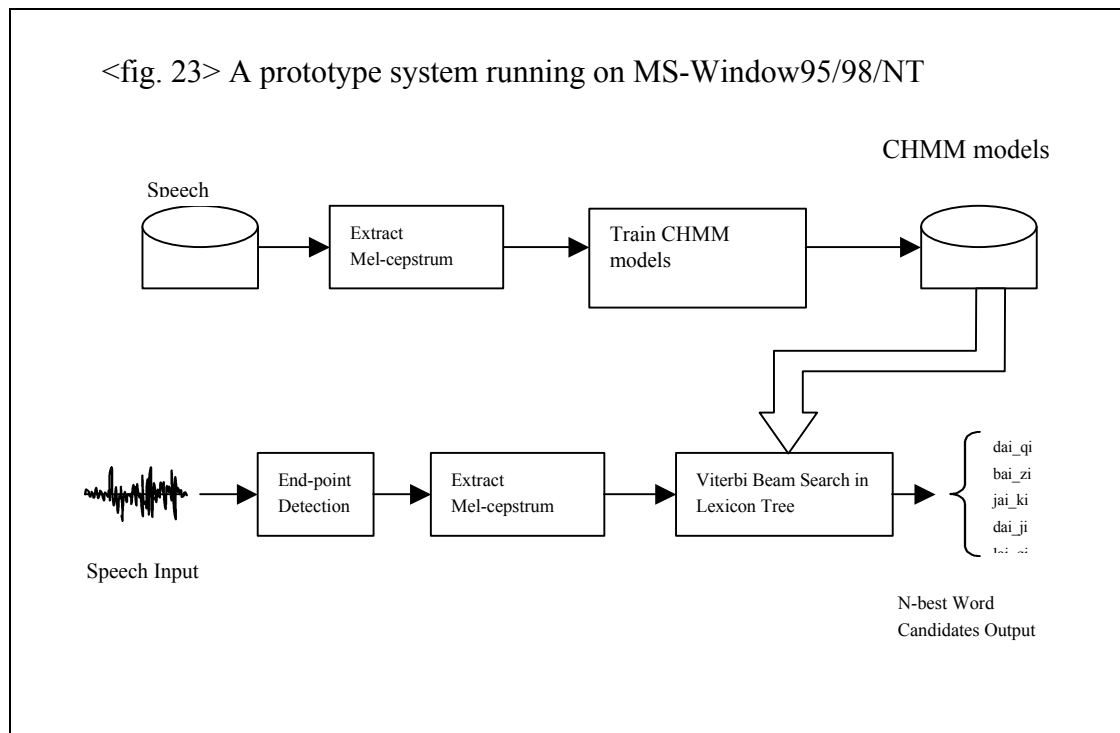 <fig. 23> A prototype system running on MS-Window95/98/NT
CHMM models
Speech
Extract
Mel-cepstrum
Train CHMM
models
End-point
Detection
Extract
Mel-cepstrum
Viterbi Beam Search in
Lexicon Tree
dai_qi
bai_zi
jai_ki
dai_ji
Speech Input
N-best Word
Candidates Output